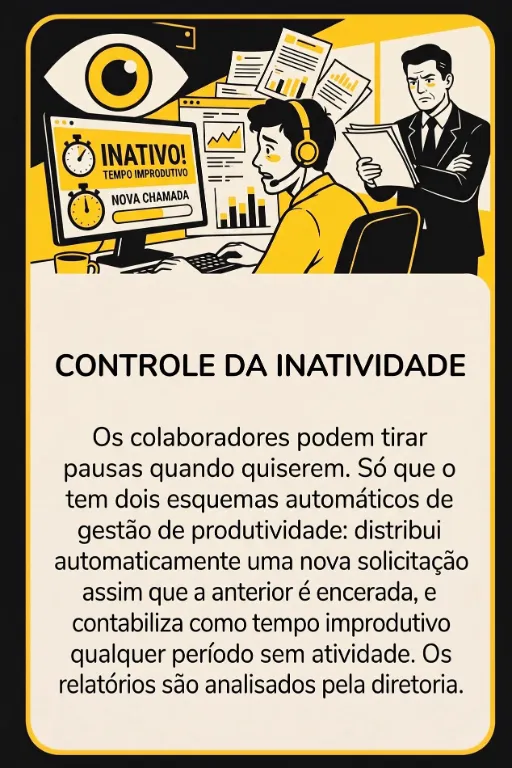 INATIVO!
TEMPO IMPRODUTIVO
NOVA CHAMADA
CONTROLE DA INATIVIDADE
Os colaboradores podem tirar
pausas quando quiserem. Só que o
tem dois esquemas automáticos de
gestão de produtividade: distribui
automaticamente uma nova solicitação
assim que a anterior é encerada, e
contabiliza como tempo improdutivo
qualquer período sem atividade. Os
relatórios são analisados pela diretoria.